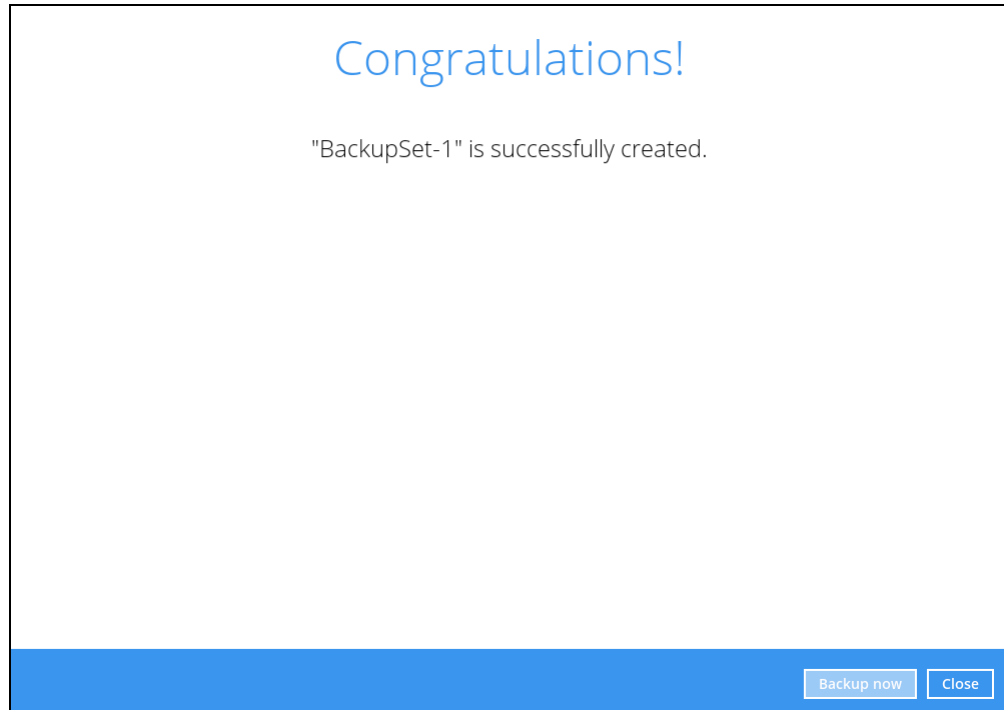 Congratulations!
"BackupSet-1" is successfully created.
Backup now
Close